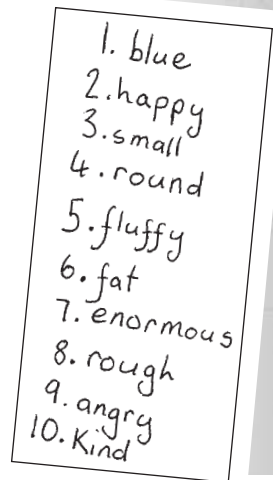 1. blue
2. happy
3. small
4. round
5. fluffy
6. fat
7. enormous
8. rough
9. angry
10. Kind